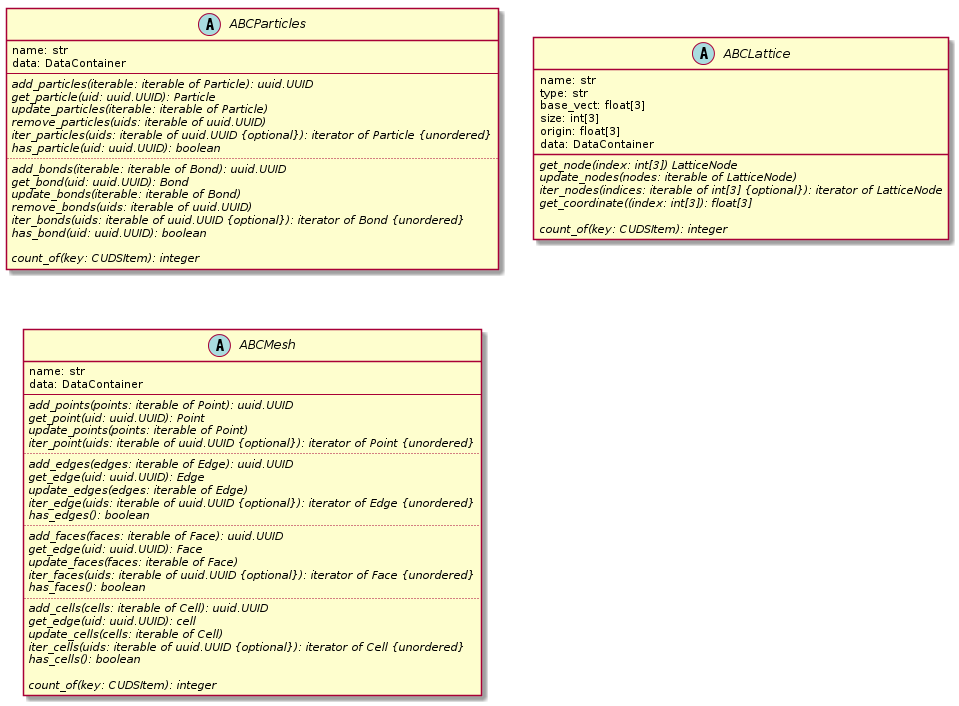 A ABCParticles
name: str
data: DataContainer
add_particles(iterable: iterable of Particle): uuid.UUID
get_particle(uid: uuid.UUID): Particle
update_particles(iterable: iterable of Particle)
remove_particles(uids: iterable of uuid.UUID)
iter_particles(uids: iterable of uuid.UUID {optional}): iterator of Particle {unordered}
has_particle(uid: uuid.UUID): boolean
add_bonds(iterable: iterable of Bond): uuid.UUID
get_bond(uid: uuid.UUID): Bond
update_bonds(iterable: iterable of Bond)
remove_bonds(uids: iterable of uuid.UUID)
iter_bonds(uids: iterable of uuid.UUID {optional}): iterator of Bond {unordered}
has_bond(uid: uuid.UUID): boolean
count_of(key: CUDSItem): integer
A ABCLattice
name: str
type: str
base_vect: float[3]
size: int[3]
origin: float[3]
data: DataContainer
get_node(index: int[3]) LatticeNode
update_nodes(nodes: iterable of LatticeNode)
iter_nodes(indices: iterable of int[3] {optional}): iterator of LatticeNode
get_coordinate((index: int[3]): float[3]
count_of(key: CUDSItem): integer
A ABCMesh
name: str
data: DataContainer
add_points(points: iterable of Point): uuid.UUID
get_point(uid: uuid.UUID): Point
update_points(points: iterable of Point)
iter_point(uids: iterable of uuid.UUID {optional}): iterator of Point {unordered}
add_edges(edges: iterable of Edge): uuid.UUID
get_edge(uid: uuid.UUID): Edge
update_edges(edges: iterable of Edge)
iter_edge(uids: iterable of uuid.UUID {optional}): iterator of Edge {unordered}
has_edges(): boolean
add_faces(faces: iterable of Face): uuid.UUID
get_edge(uid: uuid.UUID): Face
update_faces(faces: iterable of Face)
iter_faces(uids: iterable of uuid.UUID {optional}): iterator of Face {unordered}
has_faces(): boolean
add_cells(cells: iterable of Cell): uuid.UUID
get_edge(uid: uuid.UUID): cell
update_cells(cells: iterable of Cell)
iter_cells(uids: iterable of uuid.UUID {optional}): iterator of Cell {unordered}
has_cells(): boolean
count_of(key: CUDSItem): integer